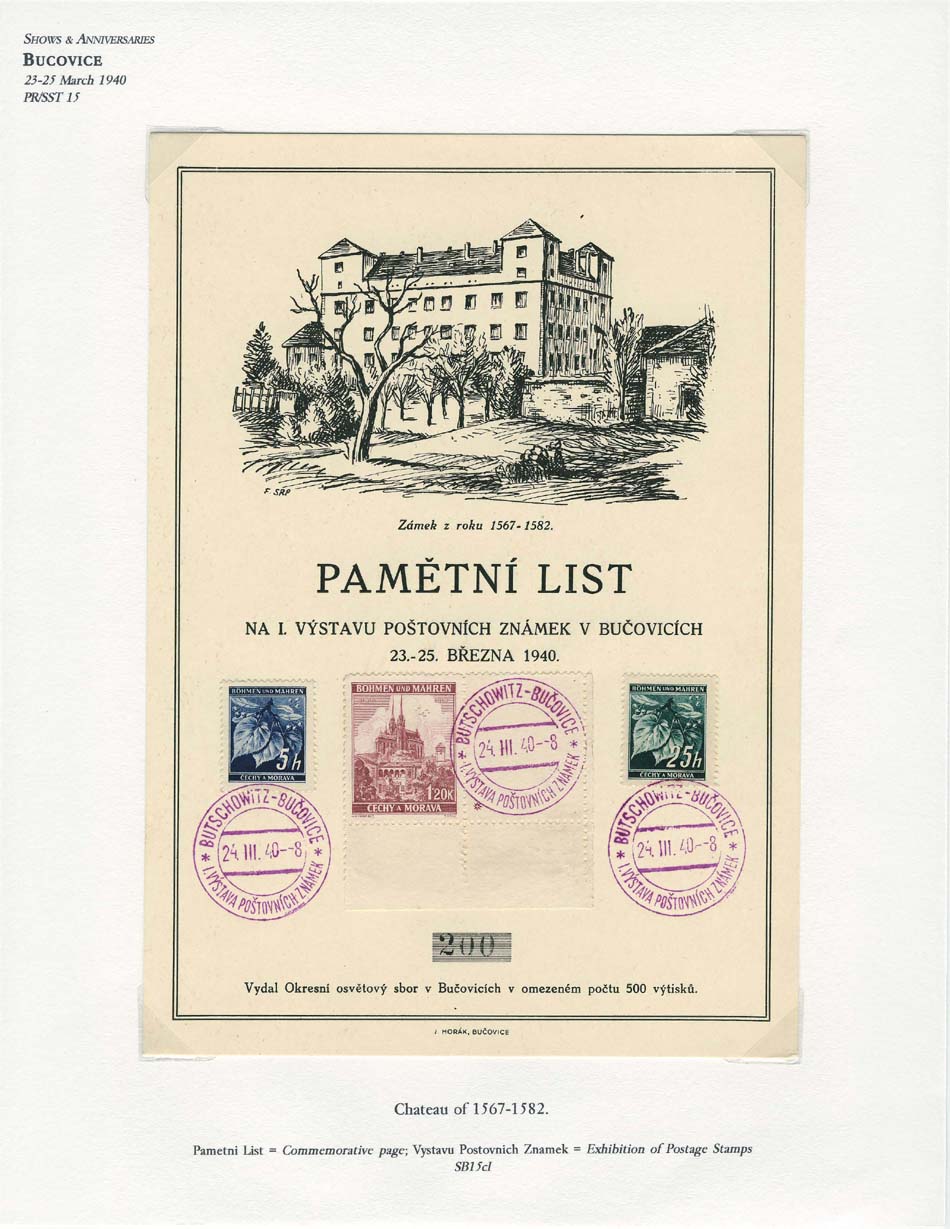 SHOWS & ANNIVERSARIES
BUCOVICE
23-25 March 1940
PR/SST 15
F. SRP
Zámek z roku 1567-1582.
PAMĚTNÍ LIST
NA I. VÝSTAVU POŠTOVNÍCH ZNÁMEK V BUČOVICÍCH
23.-25. BŘEZNA 1940.
BÖHMEN UND MÄHREN
5h
ČECHY A MORAVA
BÖHMEN UND MÄHREN
1·20K
ČECHY A MORAVA
BUTSCHOWITZ-BUČOVICE
24. III. 40--8
* I. VÝSTAVA POŠTOVNÍCH ZNÁMEK *
BÖHMEN UND MÄHREN
25h
ČECHY A MORAVA
BUTSCHOWITZ-BUČOVICE
24. III. 40--8
* I. VÝSTAVA POŠTOVNÍCH ZNÁMEK *
BUTSCHOWITZ-BUČOVICE
24. III. 40--8
* I. VÝSTAVA POŠTOVNÍCH ZNÁMEK *
200
Vydal Okresní osvětový sbor v Bučovicích v omezeném počtu 500 výtisků.
J. HORÁK, BUČOVICE
Chateau of 1567-1582.
Pametni List = Commemorative page; Vystavu Postovnich Znamek = Exhibition of Postage Stamps
SB15cl